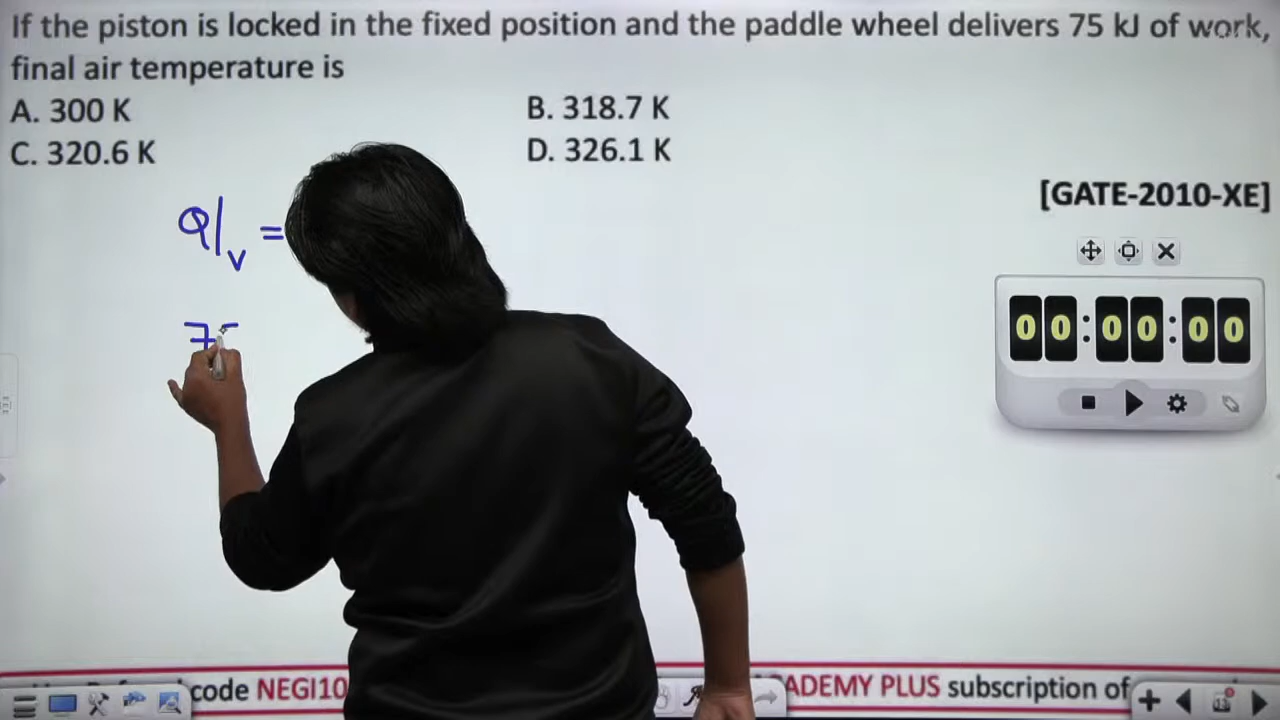 If the piston is locked in the fixed position and the paddle wheel delivers 75 kJ of work,
final air temperature is
A. 300 K
B. 318.7 K
C. 320.6 K
D. 326.1 K
[GATE-2010-XE]
Q|v =
00:00:00
code NEGI10
ADEMY PLUS subscription of